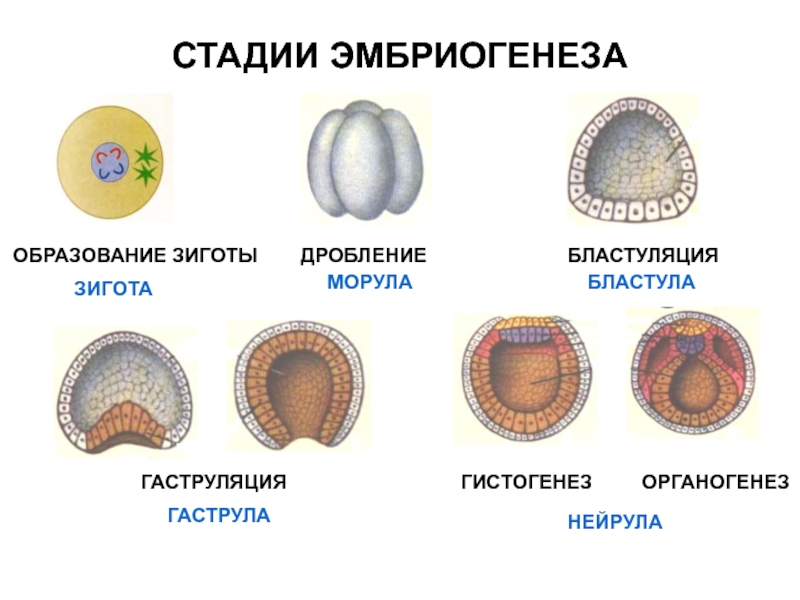 СТАДИИ ЭМБРИОГЕНЕЗА
ОБРАЗОВАНИЕ ЗИГОТЫ
ЗИГОТА
ДРОБЛЕНИЕ
МОРУЛА
БЛАСТУЛЯЦИЯ
БЛАСТУЛА
ГАСТРУЛЯЦИЯ
ГАСТРУЛА
ГИСТОГЕНЕЗ
ОРГАНОГЕНЕЗ
НЕЙРУЛА